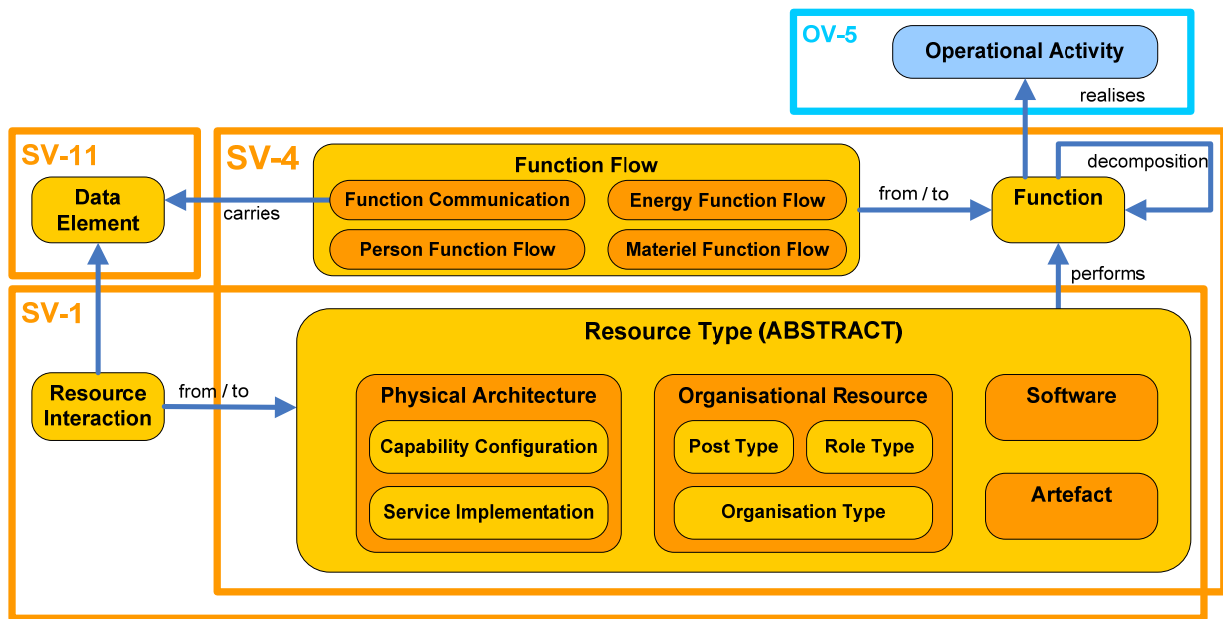 OV-5
Operational Activity
realises
SV-11
Data
Element
SV-4
Function Flow
Function Communication
Energy Function Flow
Person Function Flow
Materiel Function Flow
carries
from / to
Function
decomposition
performs
SV-1
Resource
Interaction
from / to
Resource Type (ABSTRACT)
Physical Architecture
Capability Configuration
Service Implementation
Organisational Resource
Post Type
Role Type
Organisation Type
Software
Artefact